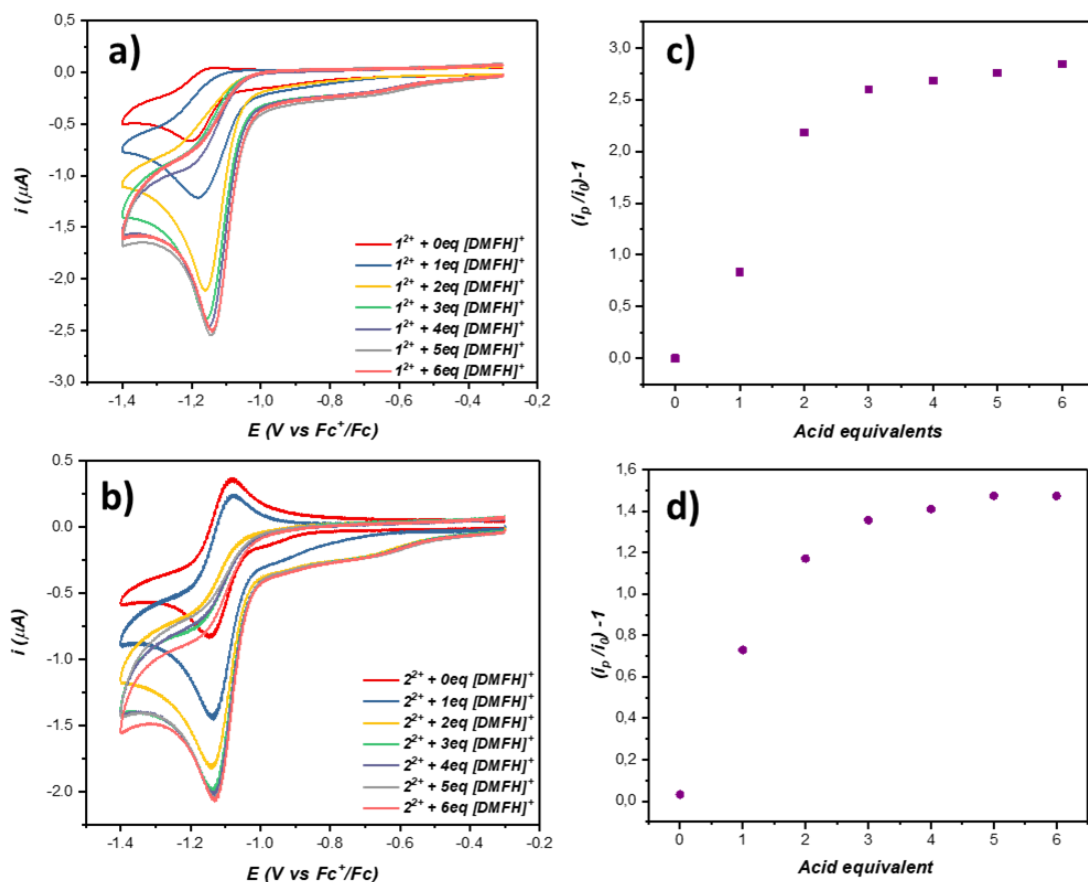 a)
0,5
0,0
-0,5
-1,0
-1,5
-2,0
-2,5
-3,0
i (µA)
1²⁺ + 0eq [DMFH]⁺
1²⁺ + 1eq [DMFH]⁺
1²⁺ + 2eq [DMFH]⁺
1²⁺ + 3eq [DMFH]⁺
1²⁺ + 4eq [DMFH]⁺
1²⁺ + 5eq [DMFH]⁺
1²⁺ + 6eq [DMFH]⁺
-1,4 -1,2 -1,0 -0,8 -0,6 -0,4 -0,2
E (V vs Fc⁺/Fc)
c)
3,0
2,5
2,0
1,5
1,0
0,5
0,0
(iₚ/i₀)-1
0 1 2 3 4 5 6
Acid equivalents
b)
0.5
0.0
-0.5
-1.0
-1.5
-2.0
i (µA)
2²⁺ + 0eq [DMFH]⁺
2²⁺ + 1eq [DMFH]⁺
2²⁺ + 2eq [DMFH]⁺
2²⁺ + 3eq [DMFH]⁺
2²⁺ + 4eq [DMFH]⁺
2²⁺ + 5eq [DMFH]⁺
2²⁺ + 6eq [DMFH]⁺
-1.4 -1.2 -1.0 -0.8 -0.6 -0.4 -0.2
E (V vs Fc⁺/Fc)
d)
1,6
1,4
1,2
1,0
0,8
0,6
0,4
0,2
0,0
(iₚ/i₀) -1
0 1 2 3 4 5 6
Acid equivalent